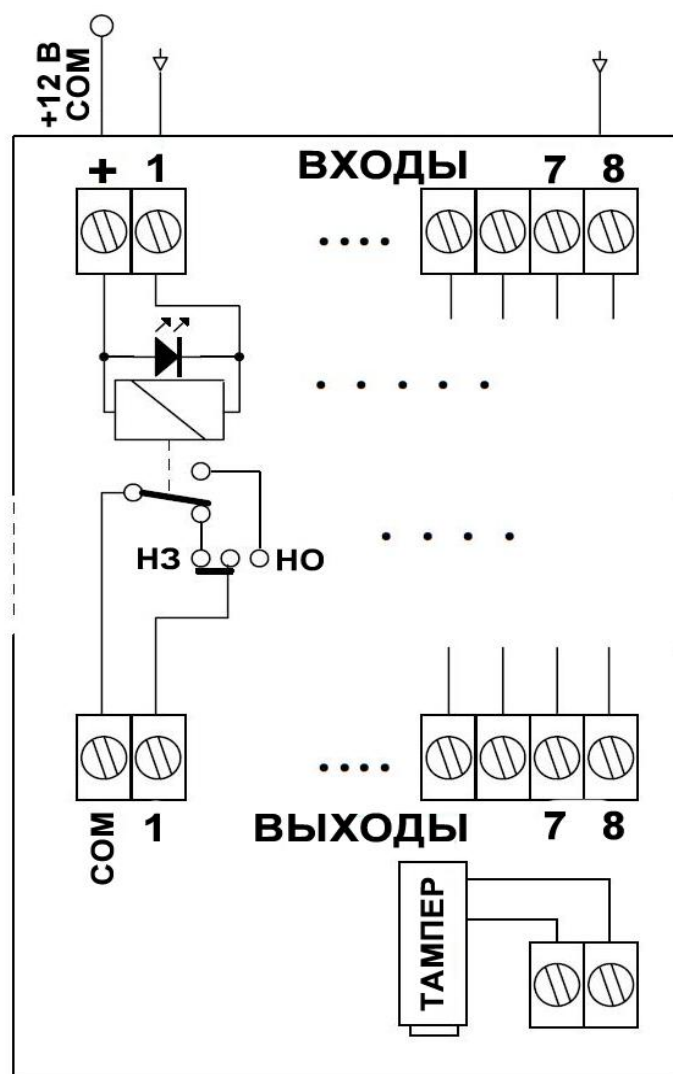 +12 В
COM
+ 1 ВХОДЫ 7 8
НЗ НО
COM 1 ВЫХОДЫ 7 8
ТАМПЕР